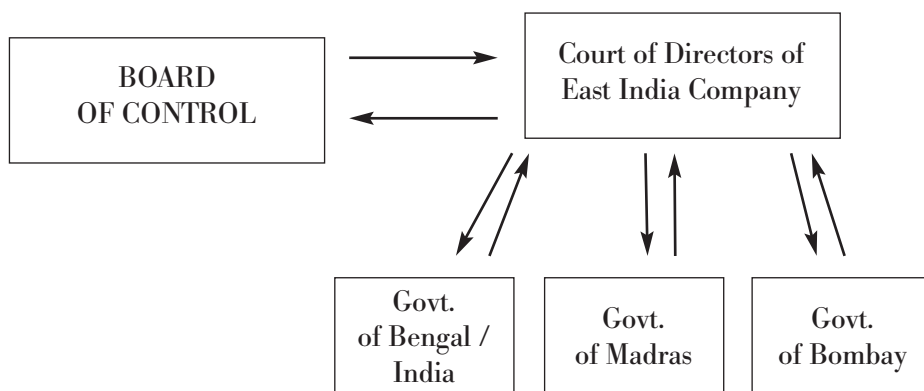 BOARD
OF CONTROL
Court of Directors of
East India Company
Govt.
of Bengal /
India
Govt.
of Madras
Govt.
of Bombay